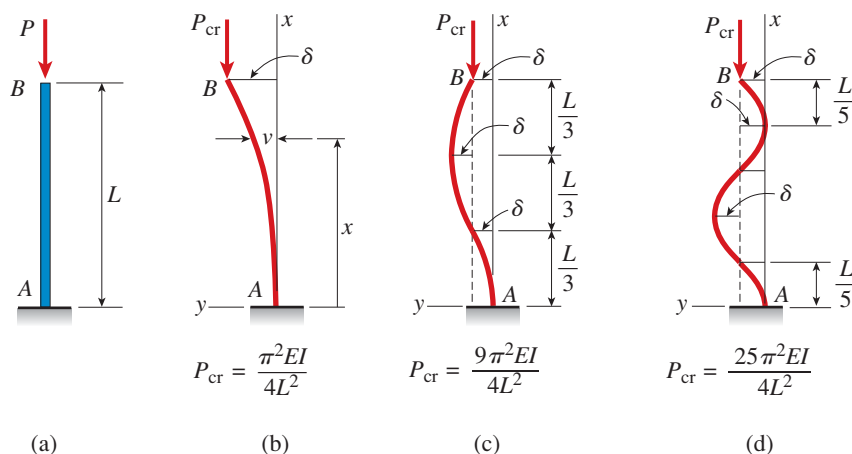 P
B
L
A
(a)
P_cr
x
δ
B
v
x
A
y
P_cr = π²EI / 4L²
(b)
P_cr
x
δ
B
δ
L/3
L/3
δ
L/3
A
y
P_cr = 9π²EI / 4L²
(c)
P_cr
x
δ
B
δ
L/5
δ
L/5
A
y
P_cr = 25π²EI / 4L²
(d)